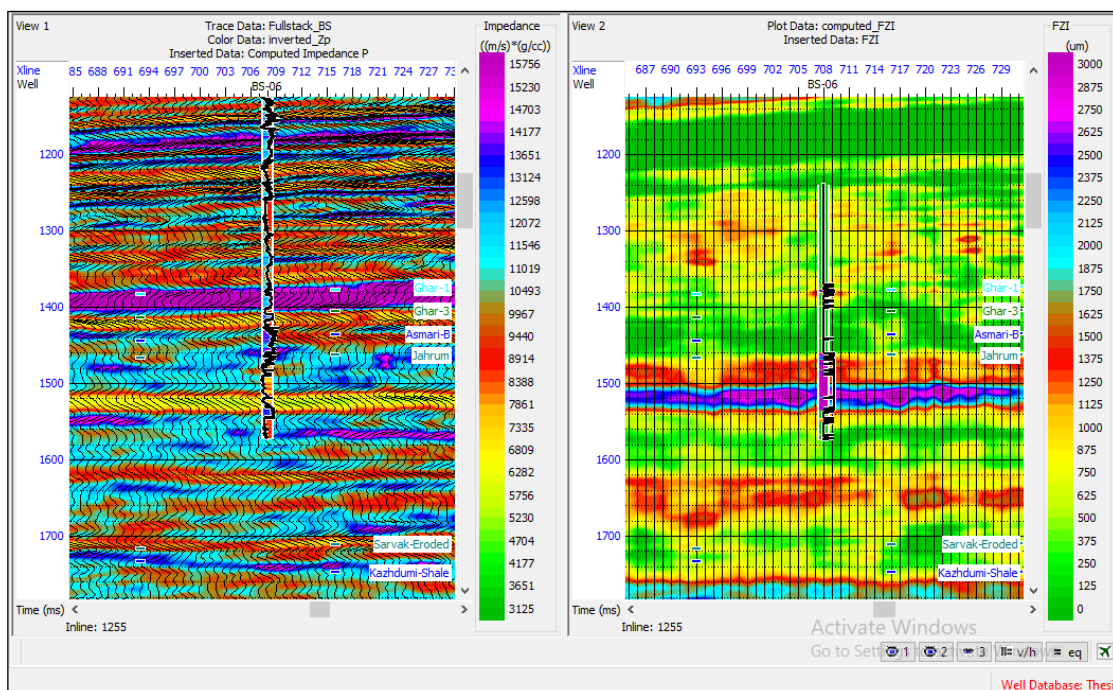 View 1
Trace Data: Fullstack_BS
Color Data: inverted_Zp
Inserted Data: Computed Impedance P
Impedance
((m/s)*(g/cc))
Xline 85 688 691 694 697 700 703 706 709 712 715 718 721 724 727 73
Well
BS-06
1200
1300
1400
1500
1600
1700
Ghar-1
Ghar-3
Asmari-B
Jahrum
Sarvak-Eroded
Kazhdumi-Shale
Time (ms)
Inline: 1255
15756
15230
14703
14177
13651
13124
12598
12072
11546
11019
10493
9967
9440
8914
8388
7861
7335
6809
6282
5756
5230
4704
4177
3651
3125
View 2
Plot Data: computed_FZI
Inserted Data: FZI
FZI
(um)
Xline 687 690 693 696 699 702 705 708 711 714 717 720 723 726 729
Well
BS-06
1200
1300
1400
1500
1600
1700
Ghar-1
Ghar-3
Asmari-B
Jahrum
Sarvak-Eroded
Kazhdumi-Shale
Time (ms)
Inline: 1255
3000
2875
2750
2625
2500
2375
2250
2125
2000
1875
1750
1625
1500
1375
1250
1125
1000
875
750
625
500
375
250
125
0
Activate Windows
Go to Settings to activate Windows.
1 2 3 v/h = eq
Well Database: Thesi